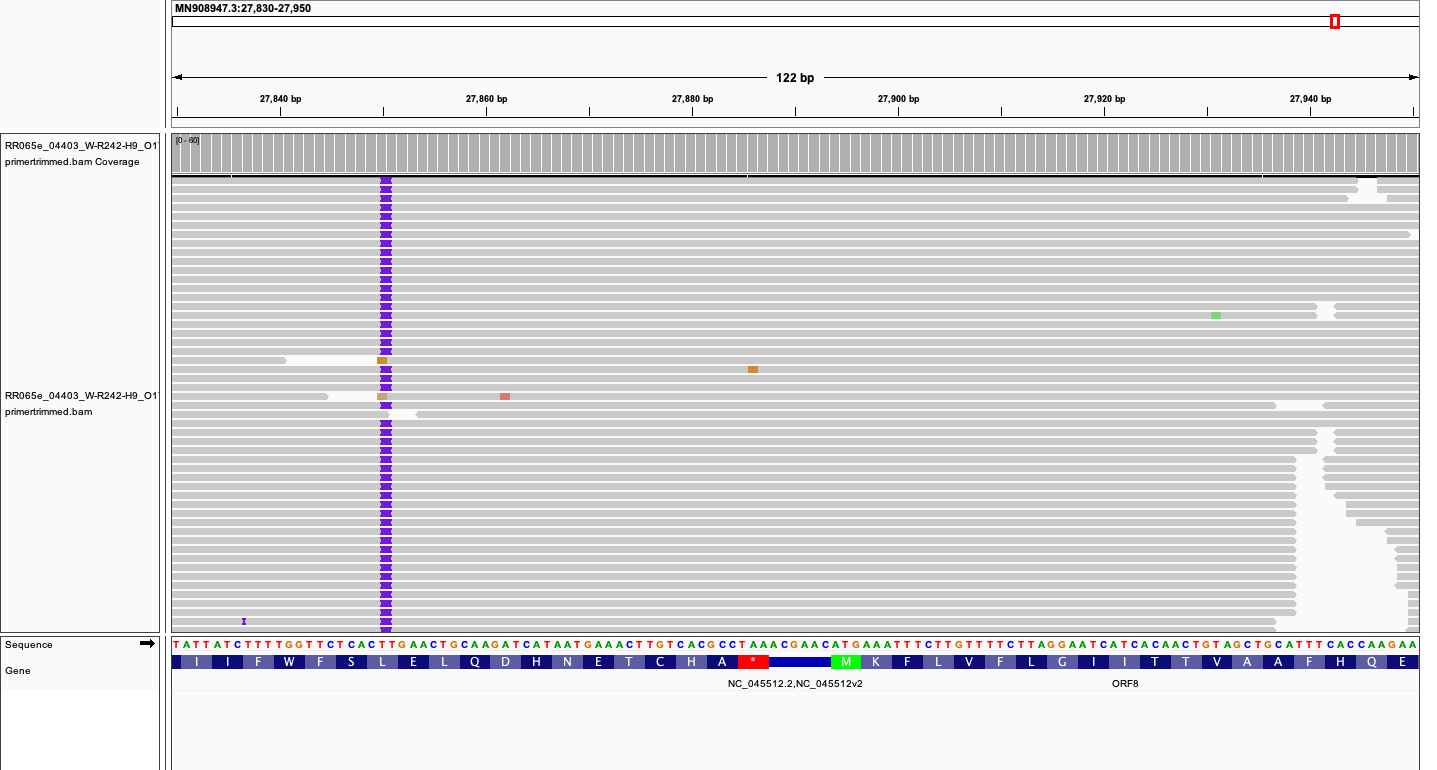 MN908947.3:27,830-27,950
122 bp
27,840 bp 27,860 bp 27,880 bp 27,900 bp 27,920 bp 27,940 bp
[0 - 60]
RR065e_04403_W-R242-H9_O1
primertrimmed.bam Coverage
RR065e_04403_W-R242-H9_O1
primertrimmed.bam
Sequence
TATTATCTTTTGGTTCTCACTTGAACTGCAAGATCATAATGAAACTTGTCACGCCTAAACGAACATGAAATTTCTTGTTTTCTTAGGAATCATCACAACTGTAGCTGCATTTCACCAAGAA
Gene
I I F W F S L E L Q D H N E T C H A * M K F L V F L G I I T T V A A F H Q E
NC_045512.2,NC_045512v2 ORF8